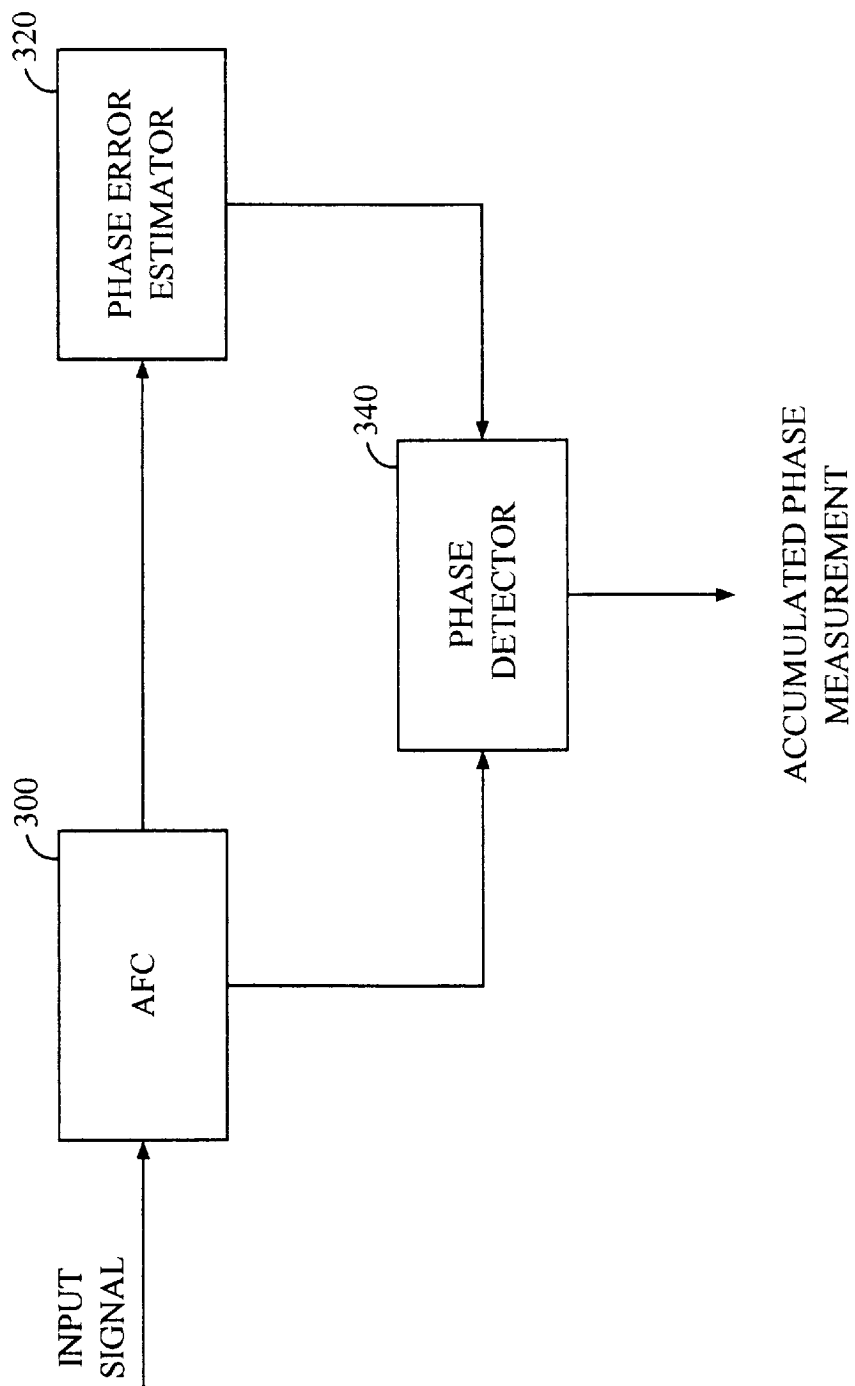 INPUT
SIGNAL
300
AFC
320
PHASE ERROR
ESTIMATOR
340
PHASE
DETECTOR
ACCUMULATED PHASE
MEASUREMENT